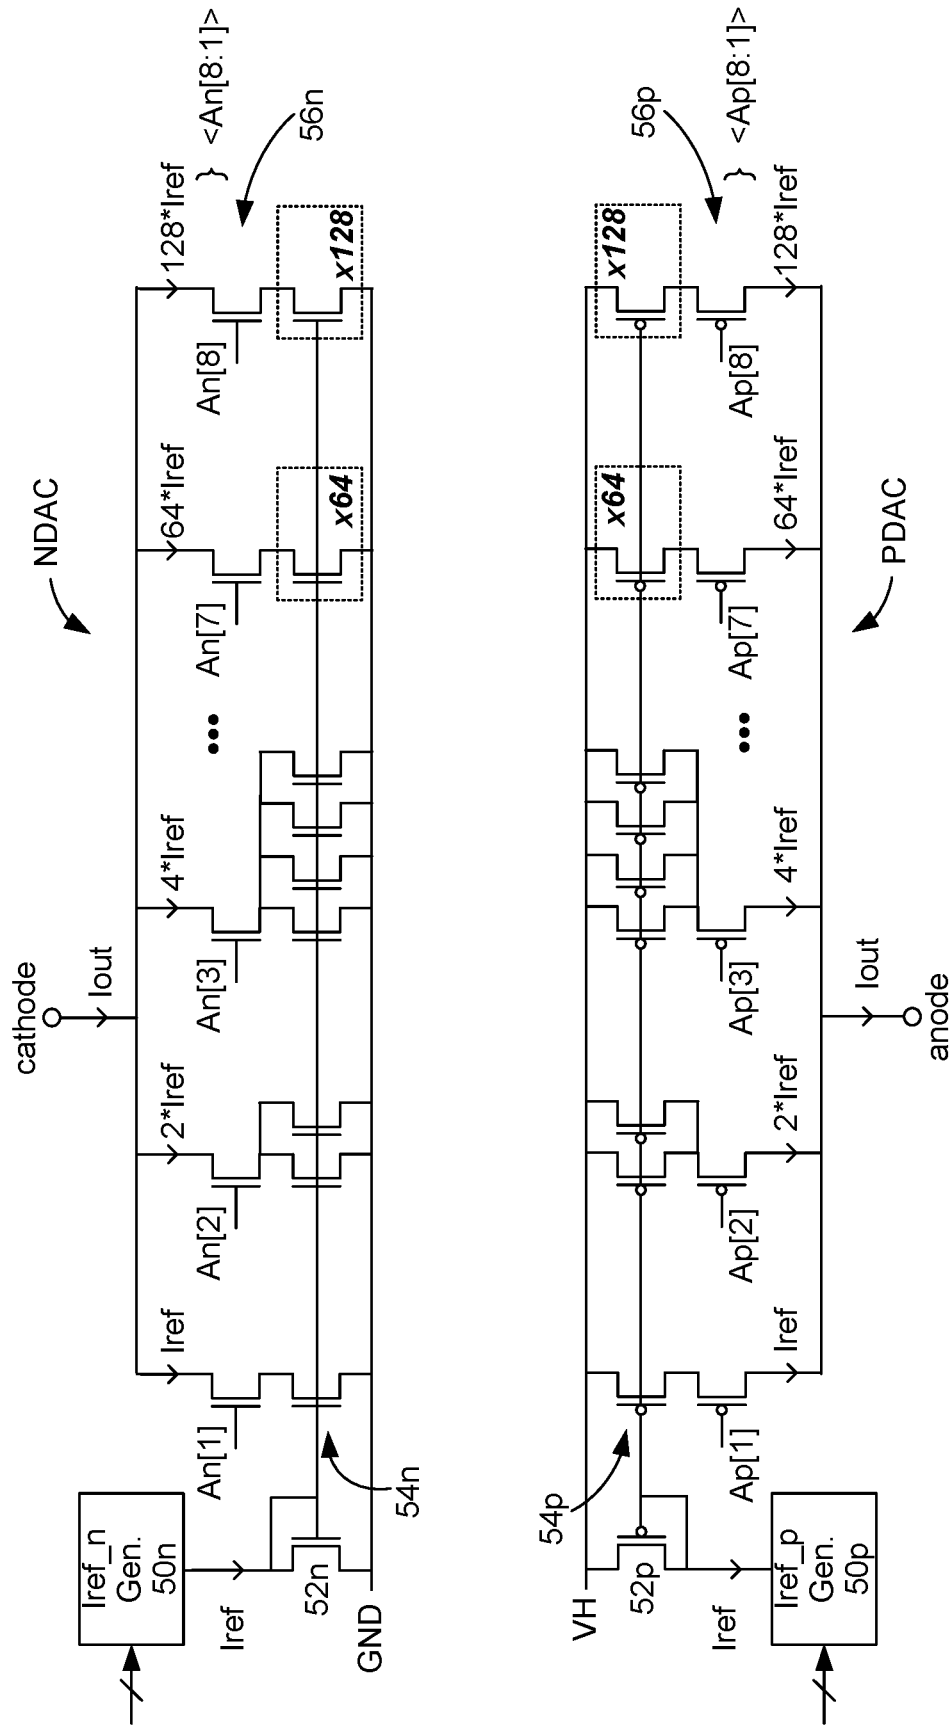 NDAC
cathode
Iout
Iref
2*Iref
4*Iref
64*Iref
128*Iref
<An[8:1]>
}
Iref_n
Gen.
50n
An[1]
An[2]
An[3]
•••
An[7]
An[8]
56n
Iref
52n
54n
x64
x128
GND
VH
x64
x128
56p
54p
52p
Iref
Iref_p
Gen.
50p
Ap[1]
Ap[2]
Ap[3]
•••
Ap[7]
Ap[8]
} <Ap[8:1]>
Iref
2*Iref
4*Iref
64*Iref
128*Iref
Iout
anode
PDAC